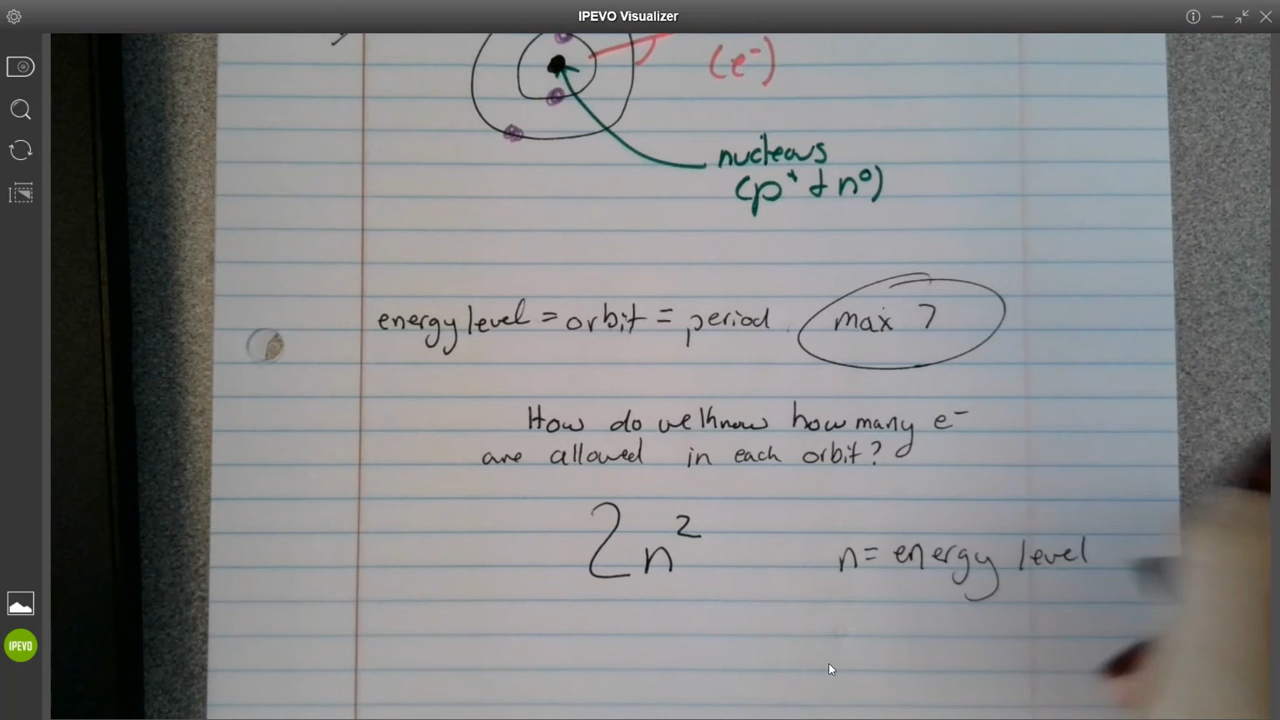 IPEVO Visualizer
(e⁻)
nucleus
(p⁺ & n⁰)
energy level = orbit = period
max 7
How do we know how many e⁻
are allowed in each orbit?
2n²
n = energy level
IPEVO